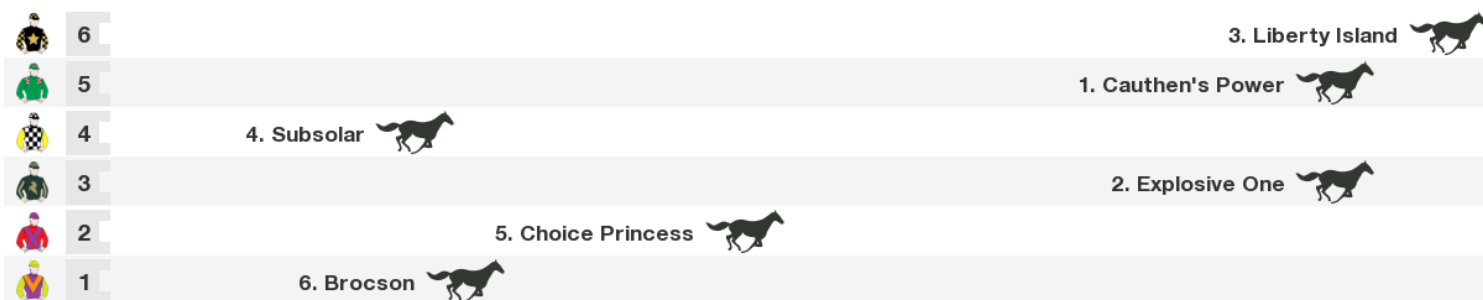 6 3. Liberty Island
5 1. Cauthen's Power
4 4. Subsolar
3 2. Explosive One
2 5. Choice Princess
1 6. Brocson